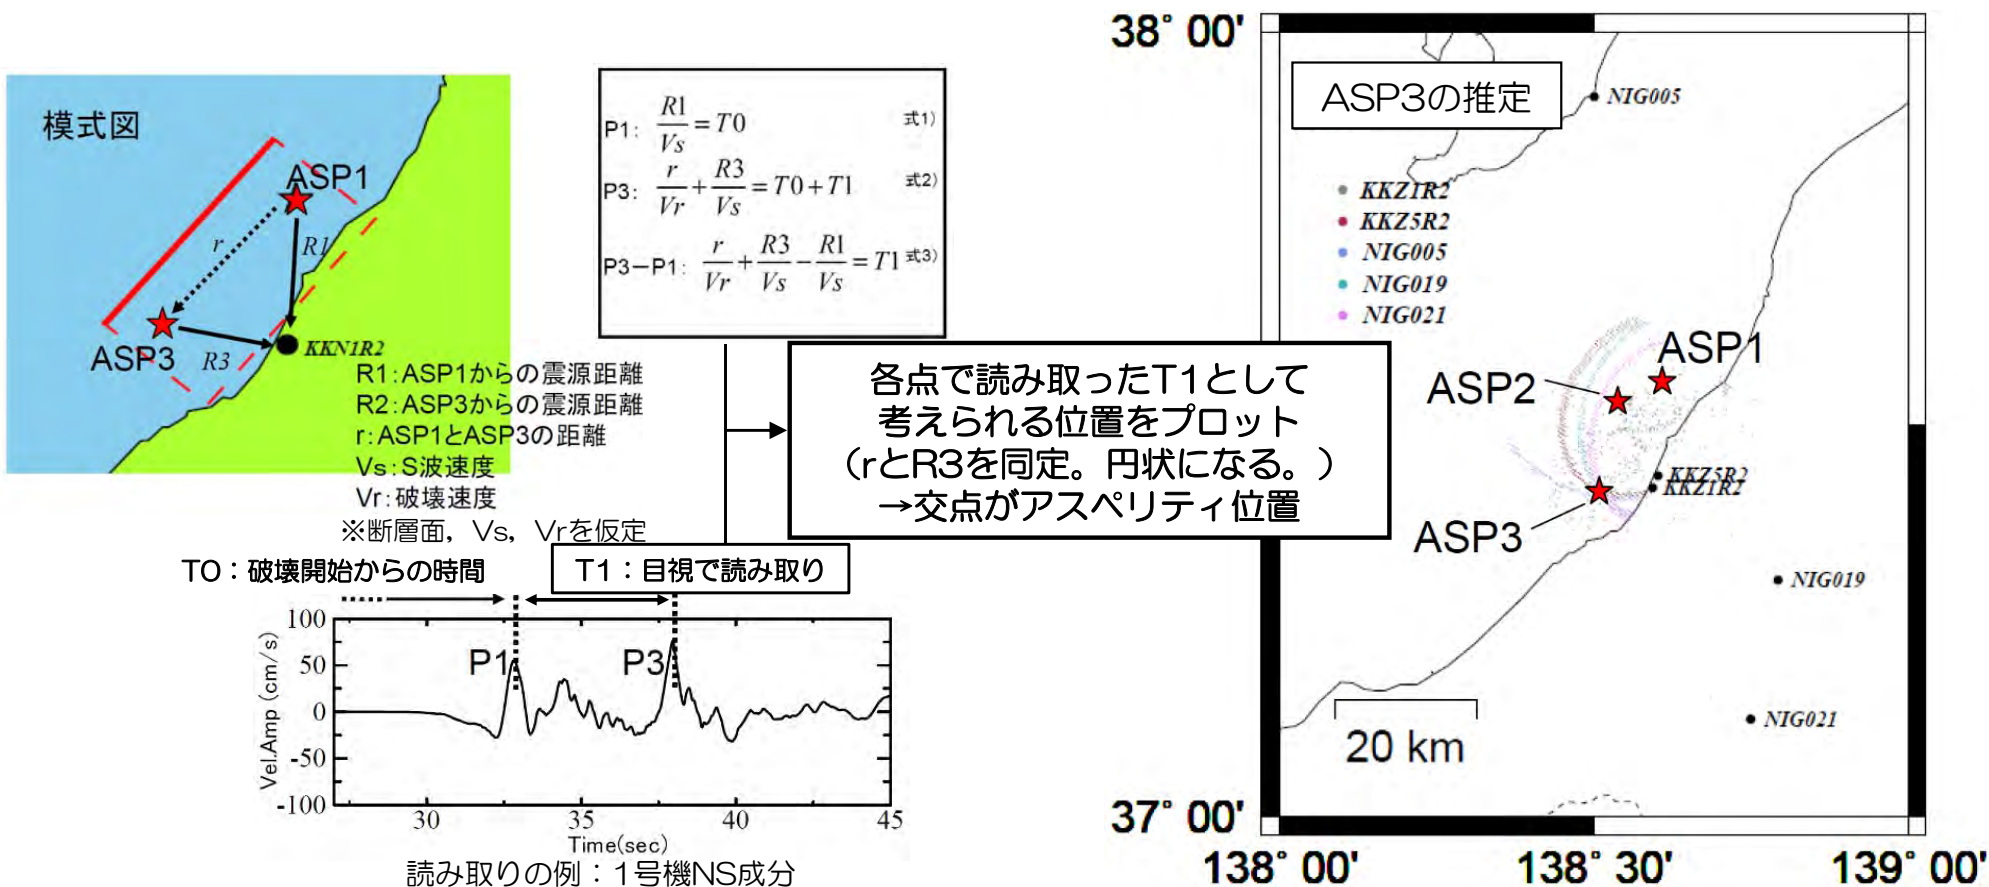 模式図
ASP1
r
R1
ASP3
R3
KKN1R2
R1:ASP1からの震源距離
R2:ASP3からの震源距離
r:ASP1とASP3の距離
Vs:S波速度
Vr:破壊速度
※断層面，Vs，Vrを仮定
P1: R1/Vs = T0 式1)
P3: r/Vr + R3/Vs = T0+T1 式2)
P3－P1: r/Vr + R3/Vs − R1/Vs = T1 式3)
各点で読み取ったT1として
考えられる位置をプロット
（rとR3を同定。円状になる。）
→交点がアスペリティ位置
T0：破壊開始からの時間
T1：目視で読み取り
P1
P3
Vel.Amp (cm/s)
100
50
0
-50
-100
30 35 40 45
Time(sec)
読み取りの例：1号機NS成分
38° 00'
ASP3の推定
NIG005
KKZ1R2
KKZ5R2
NIG005
NIG019
NIG021
ASP1
ASP2
KKZ5R2
KKZ1R2
ASP3
NIG019
NIG021
20 km
37° 00'
138° 00' 138° 30' 139° 00'